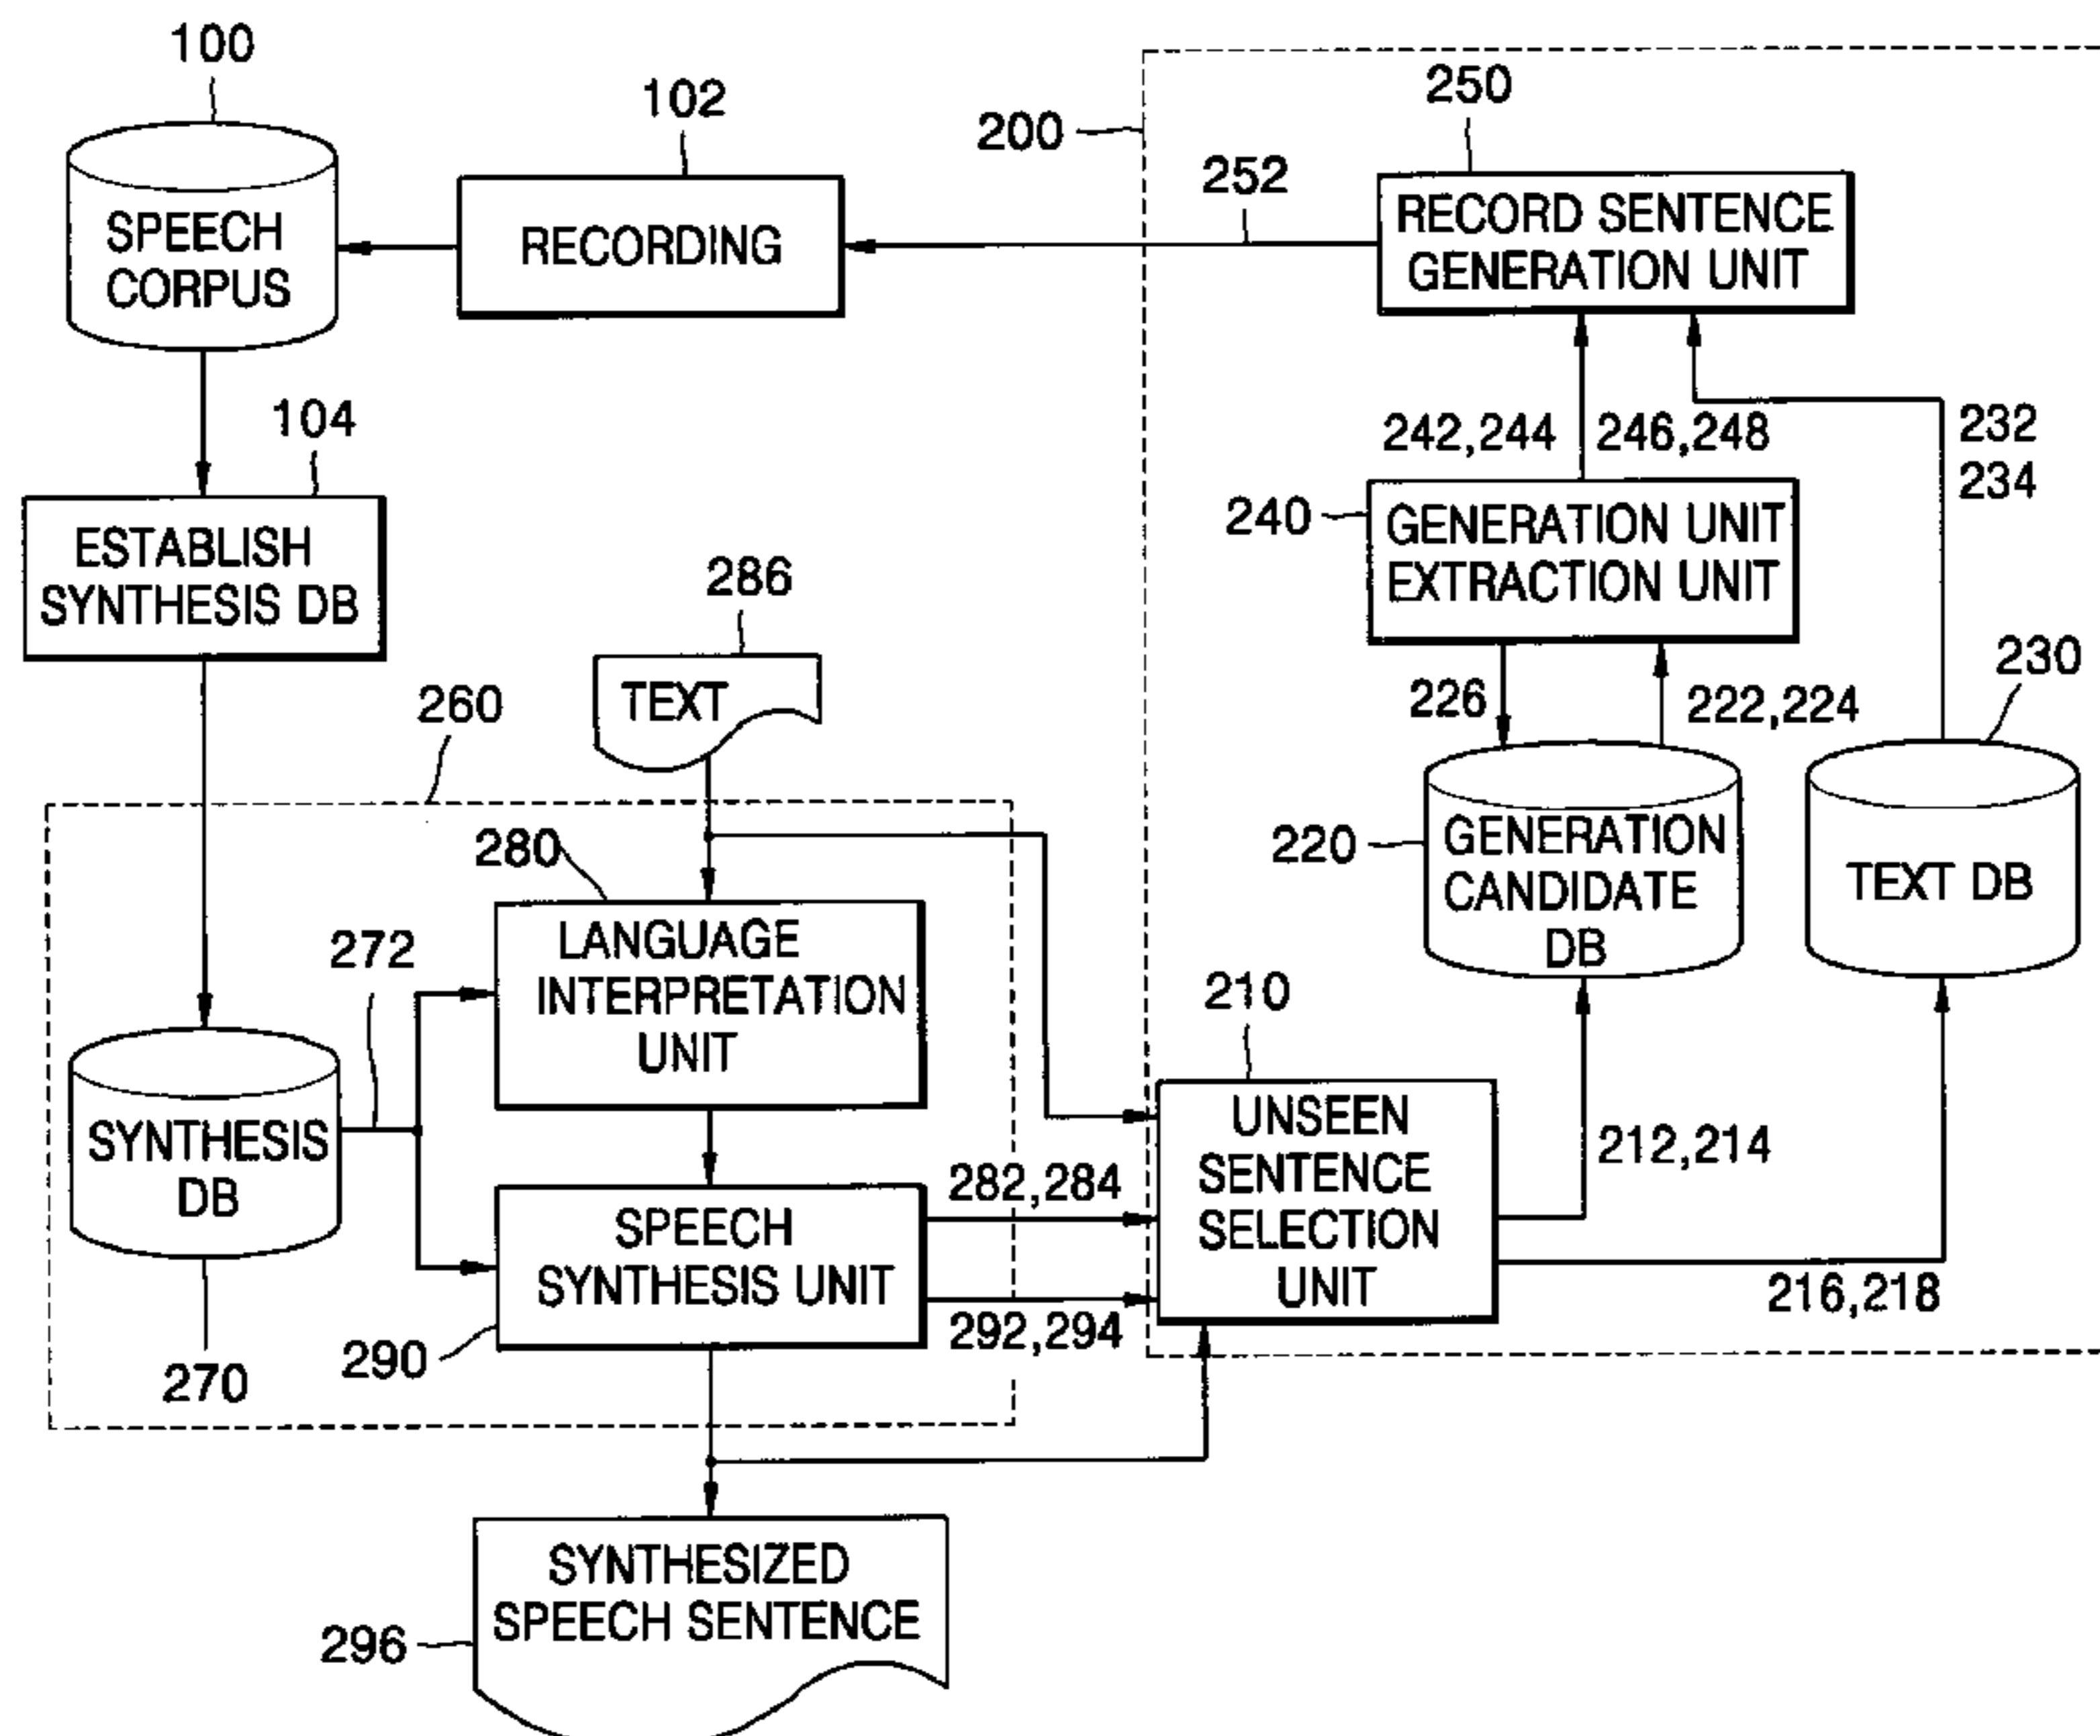 100
SPEECH
CORPUS
102
RECORDING
200
252
250
RECORD SENTENCE
GENERATION UNIT
104
ESTABLISH
SYNTHESIS DB
242,244
246,248
232
234
240
GENERATION UNIT
EXTRACTION UNIT
286
TEXT
260
226
222,224
230
220
GENERATION
CANDIDATE
DB
TEXT DB
280
LANGUAGE
INTERPRETATION
UNIT
272
SYNTHESIS
DB
270
210
UNSEEN
SENTENCE
SELECTION
UNIT
212,214
216,218
282,284
SPEECH
SYNTHESIS UNIT
292,294
290
SYNTHESIZED
SPEECH SENTENCE
296